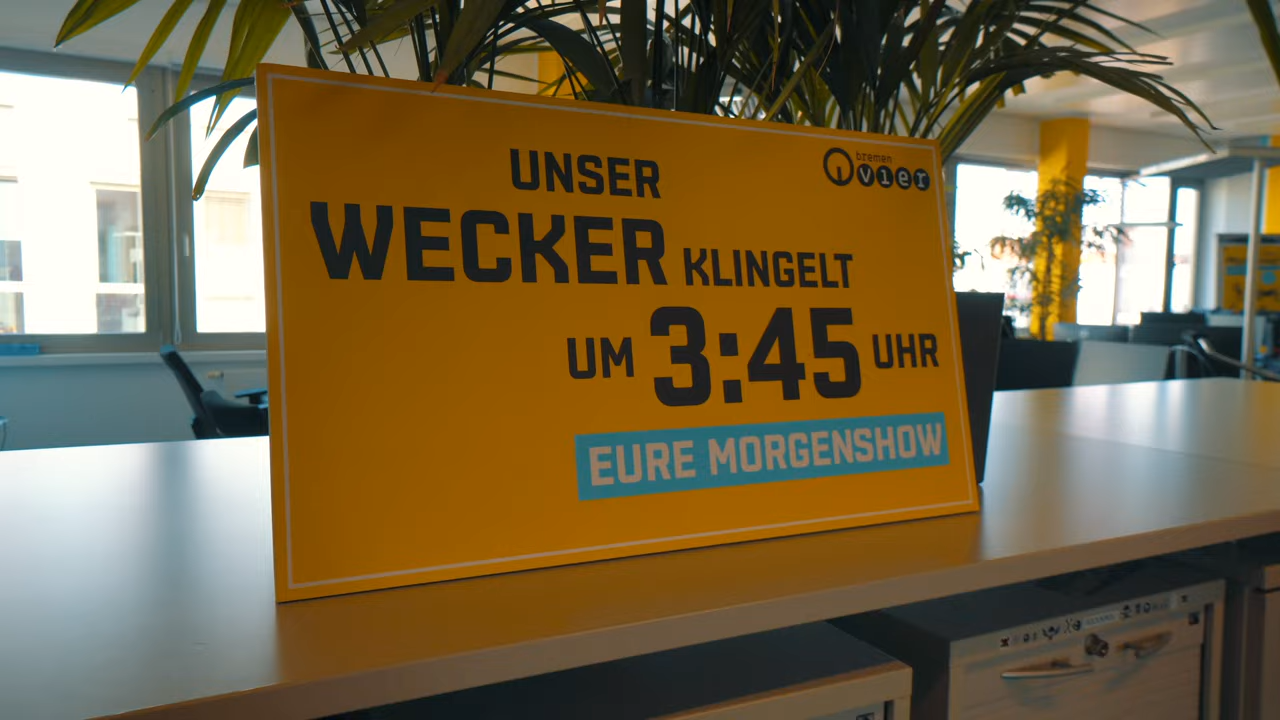 bremen
vier
UNSER
WECKER KLINGELT
UM 3:45 UHR
EURE MORGENSHOW